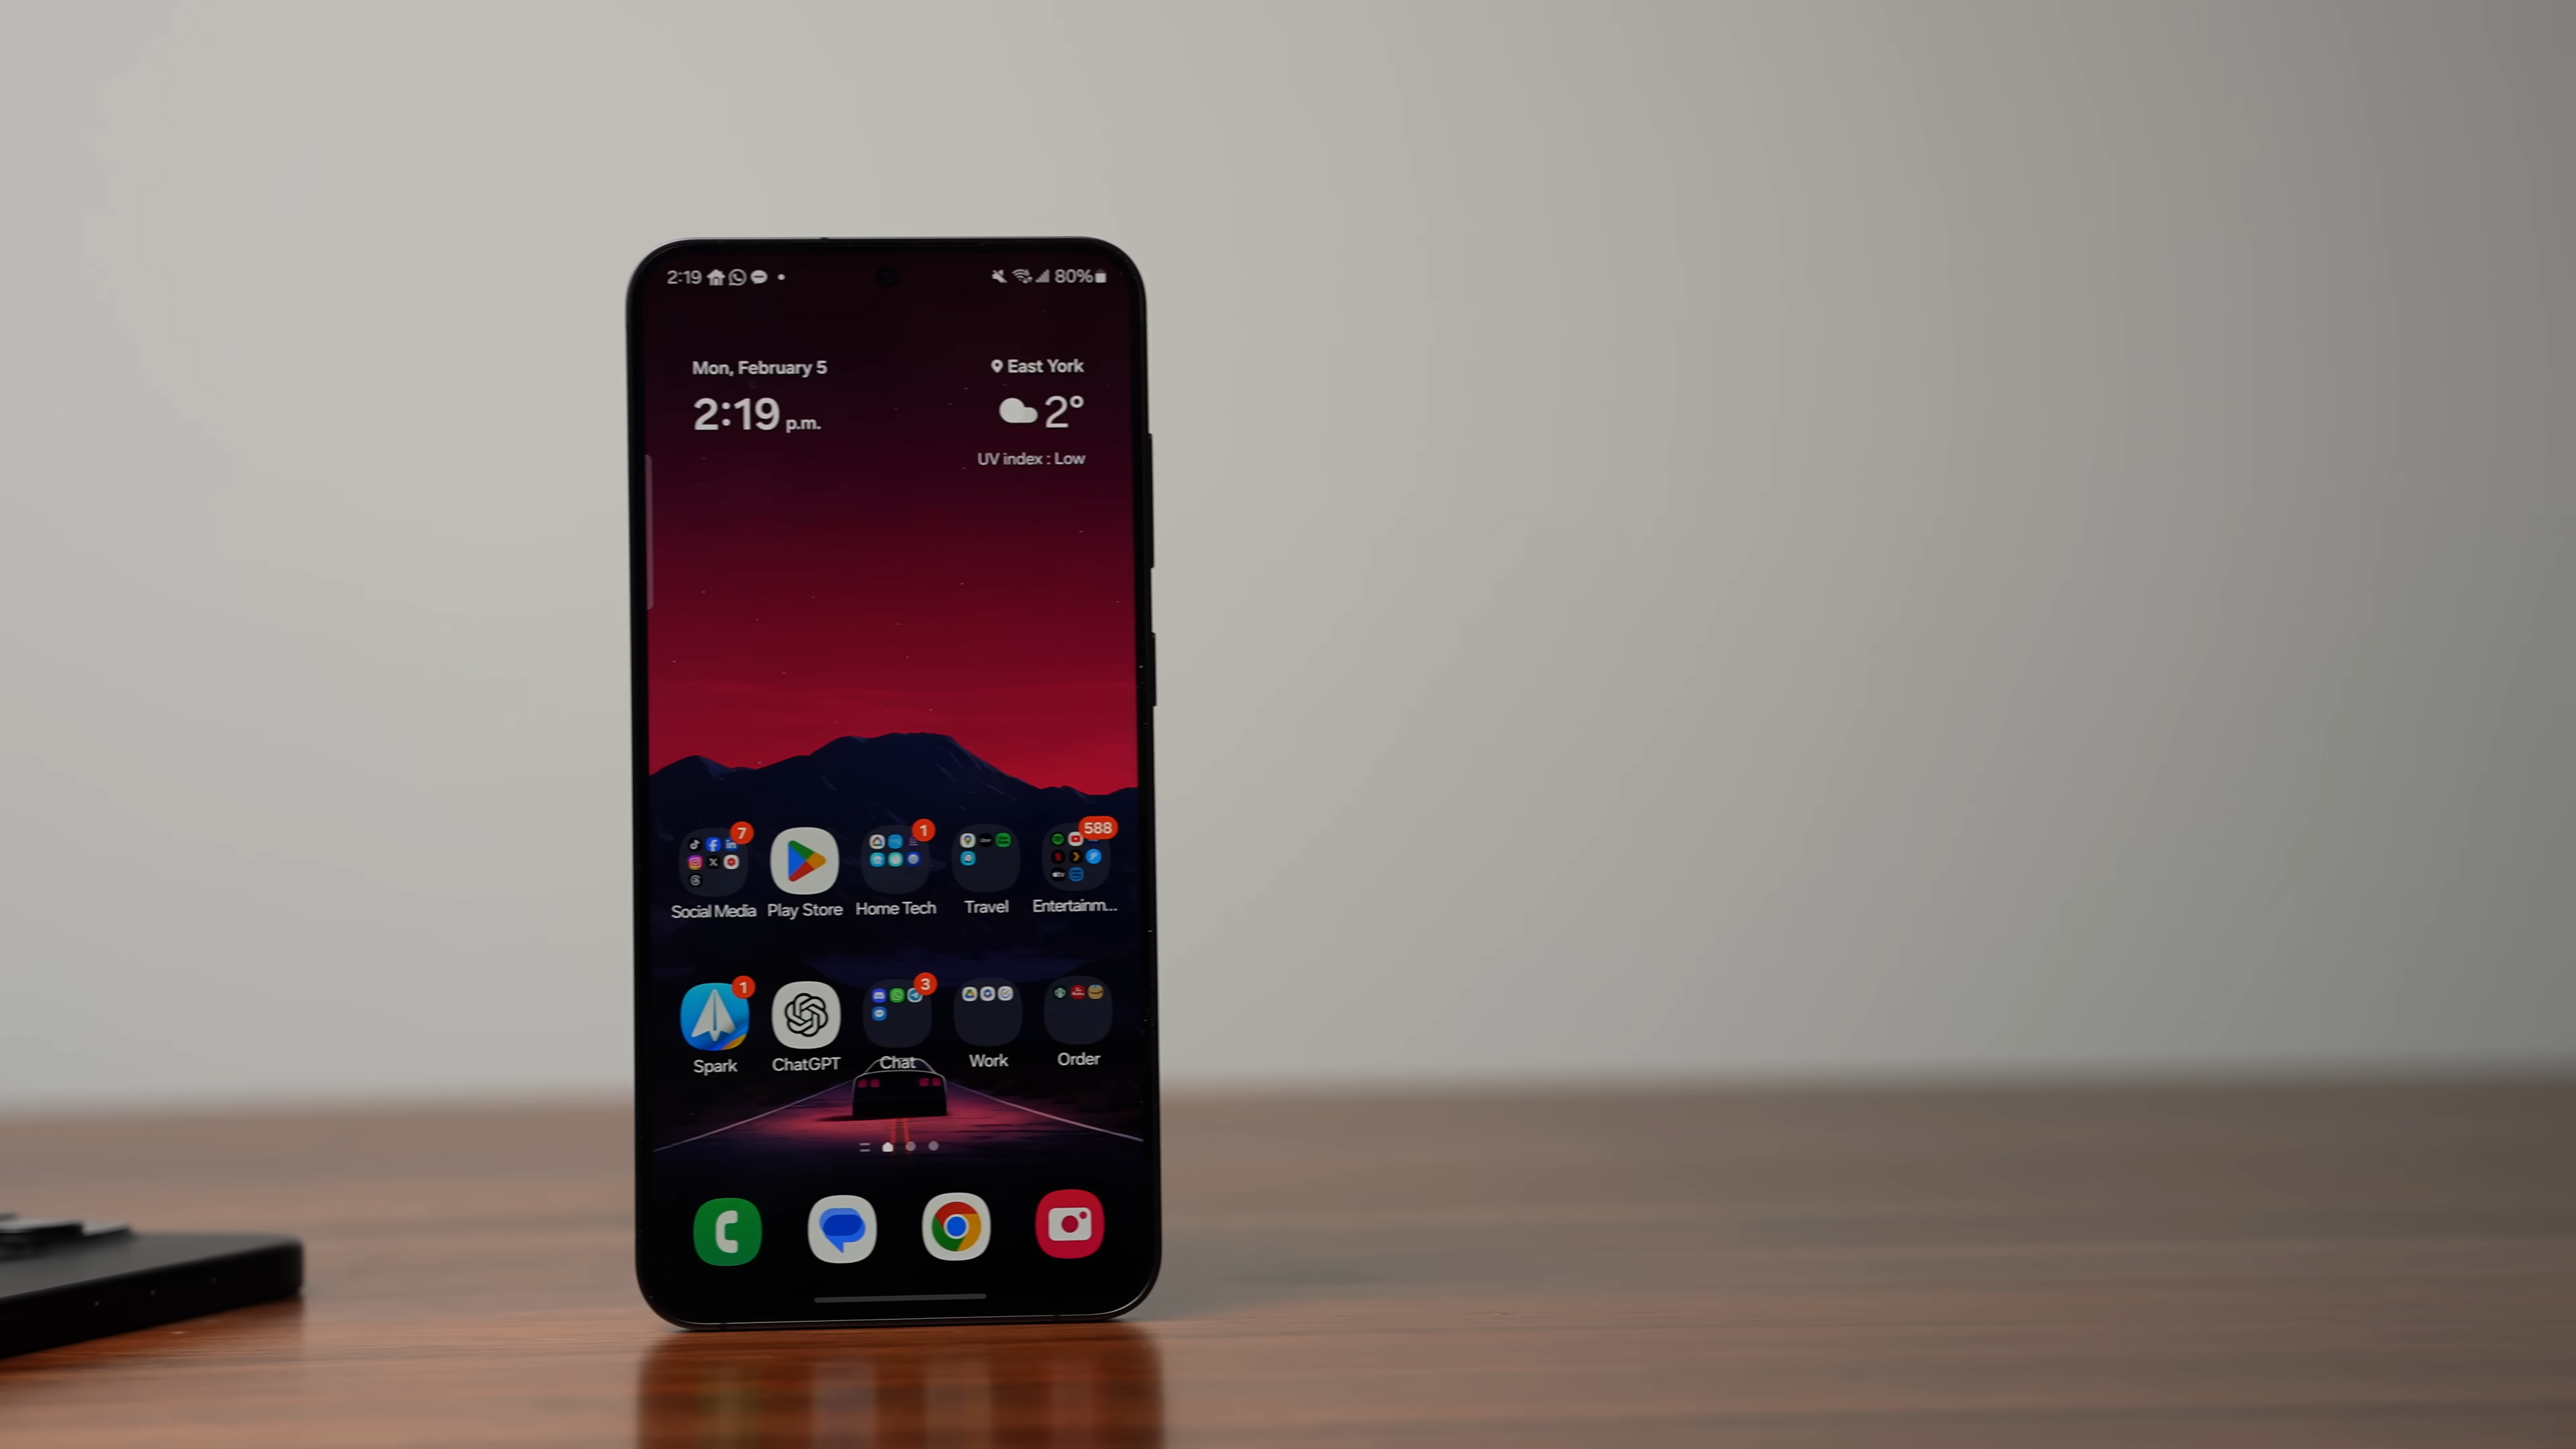 2:19
80%
Mon, February 5
2:19 p.m.
East York
2°
UV index : Low
7
1
588
Social Media
Play Store
Home Tech
Travel
Entertainm...
1
3
Spark
ChatGPT
Chat
Work
Order